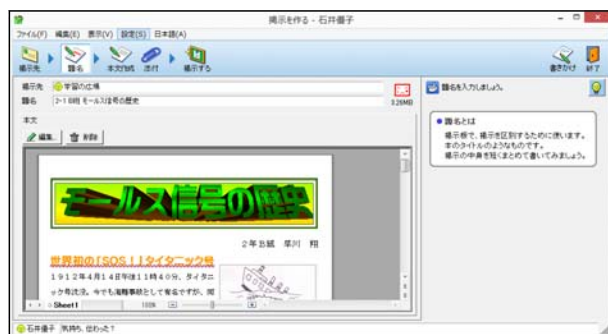 掲示を作る - 石井優子
ファイル(F) 編集(E) 表示(V) 設定(S) 日本語(A)
掲示先 題名 本文作成 添付 掲示する 書きかけ 終了
掲示先 学習の広場
題名 2-1 B班 モールス信号の歴史
3.26MB
本文
編集... 削除
モールス信号の歴史
2年B組 早川 翔
世界初の「SOS!」タイタニック号
1912年4月14日午後11時40分、タイタニ
ック号沈没。今でも海難事故として有名ですが、闇
Sheet1 100%
題名を入力しましょう。
題名とは
掲示板で、掲示を区別するために使います。
本のタイトルのようなものです。
掲示の中身を短くまとめて書いてみましょう。
石井優子 気持ち、伝わった?